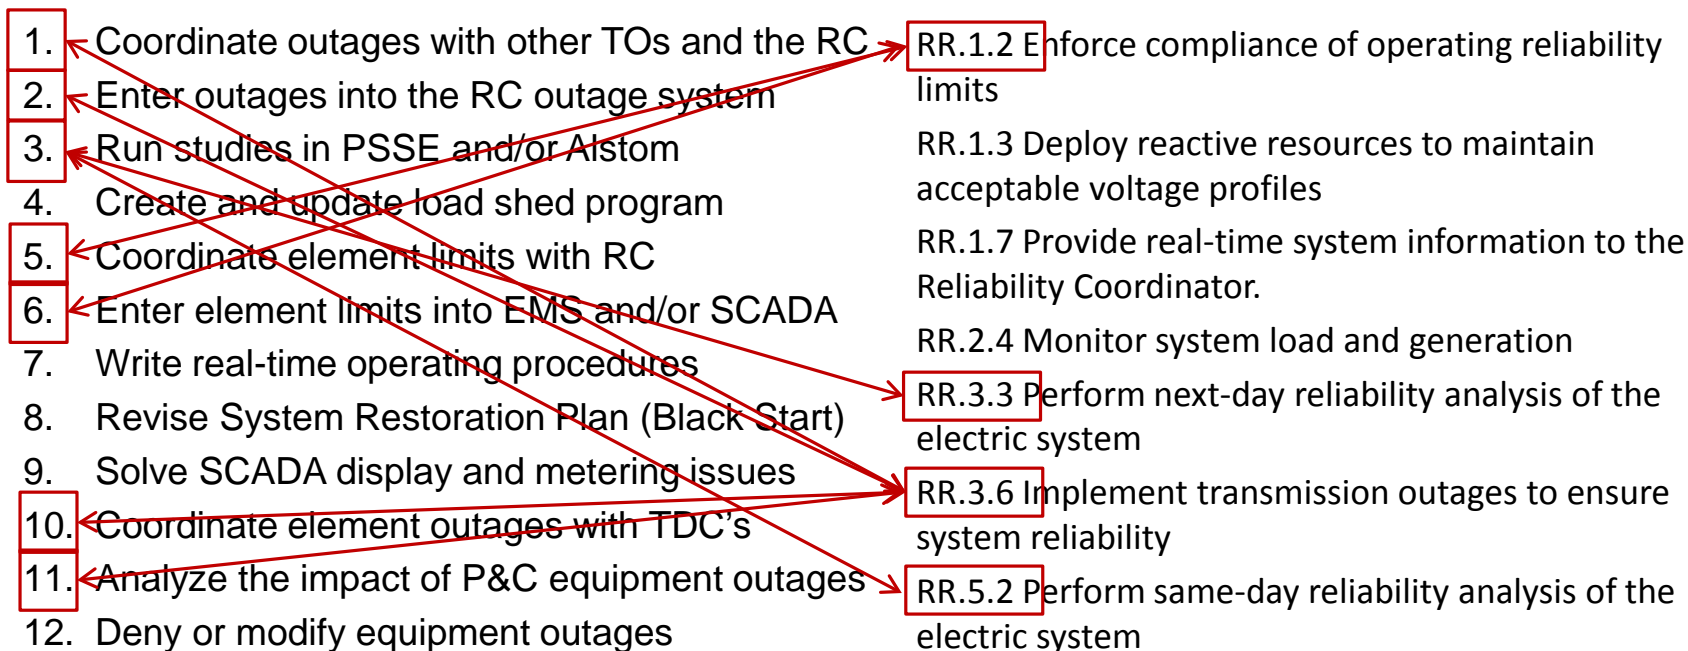 1. Coordinate outages with other TOs and the RC
2. Enter outages into the RC outage system
3. Run studies in PSSE and/or Alstom
4. Create and update load shed program
5. Coordinate element limits with RC
6. Enter element limits into EMS and/or SCADA
7. Write real-time operating procedures
8. Revise System Restoration Plan (Black Start)
9. Solve SCADA display and metering issues
10. Coordinate element outages with TDC's
11. Analyze the impact of P&C equipment outages
12. Deny or modify equipment outages
RR.1.2 Enforce compliance of operating reliability
limits
RR.1.3 Deploy reactive resources to maintain
acceptable voltage profiles
RR.1.7 Provide real-time system information to the
Reliability Coordinator.
RR.2.4 Monitor system load and generation
RR.3.3 Perform next-day reliability analysis of the
electric system
RR.3.6 Implement transmission outages to ensure
system reliability
RR.5.2 Perform same-day reliability analysis of the
electric system